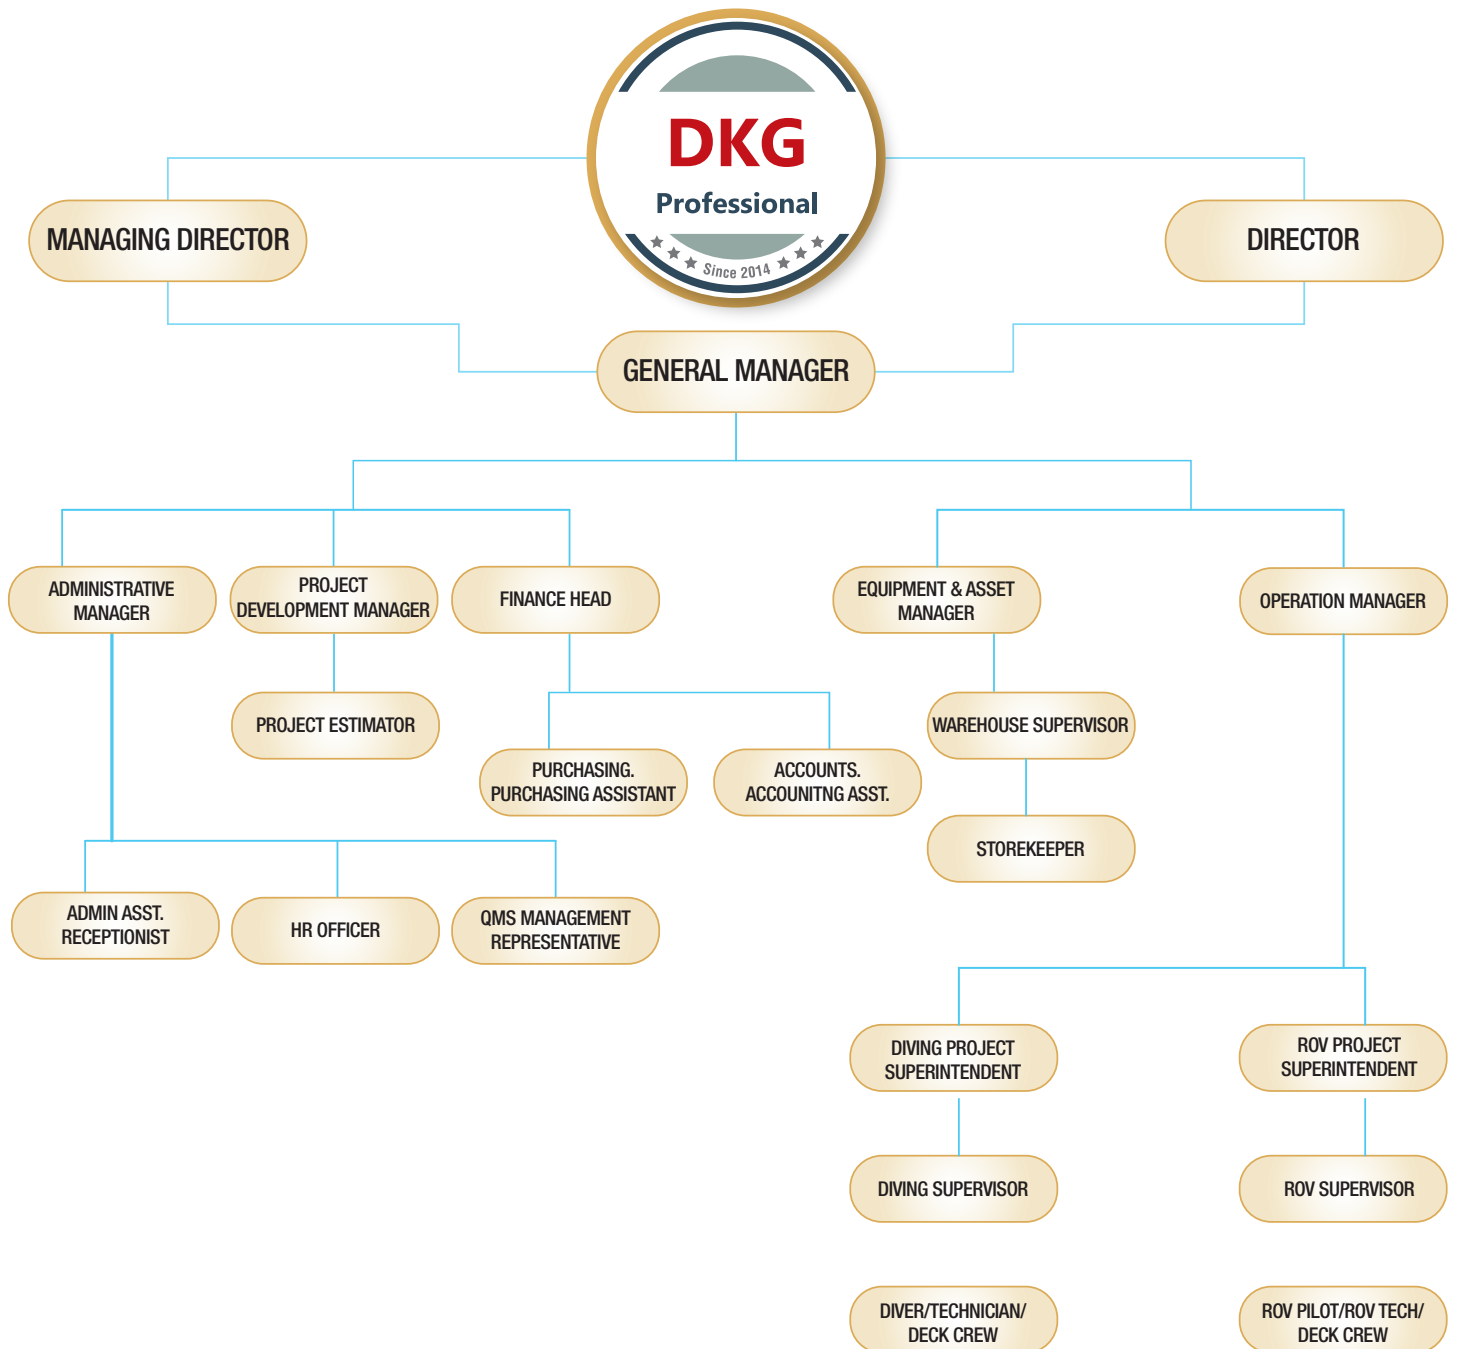 DKG
Professional
Since 2014
MANAGING DIRECTOR
DIRECTOR
GENERAL MANAGER
ADMINISTRATIVE
MANAGER
PROJECT
DEVELOPMENT MANAGER
FINANCE HEAD
EQUIPMENT & ASSET
MANAGER
OPERATION MANAGER
PROJECT ESTIMATOR
WAREHOUSE SUPERVISOR
PURCHASING.
PURCHASING ASSISTANT
ACCOUNTS.
ACCOUNITNG ASST.
STOREKEEPER
ADMIN ASST.
RECEPTIONIST
HR OFFICER
QMS MANAGEMENT
REPRESENTATIVE
DIVING PROJECT
SUPERINTENDENT
ROV PROJECT
SUPERINTENDENT
DIVING SUPERVISOR
ROV SUPERVISOR
DIVER/TECHNICIAN/
DECK CREW
ROV PILOT/ROV TECH/
DECK CREW